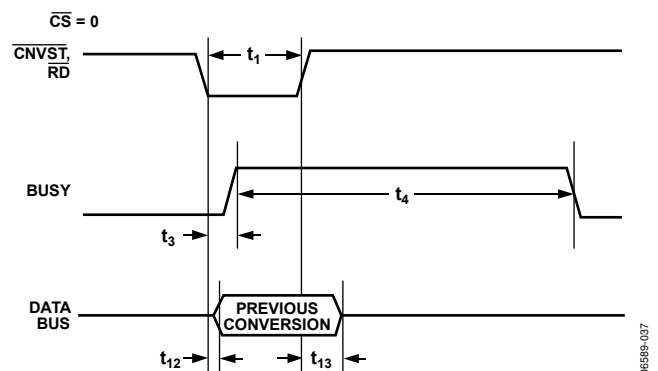 CS = 0
CNVST,
RD
t1
BUSY
t4
t3
DATA
BUS
PREVIOUS
CONVERSION
t12
t13
06589-037